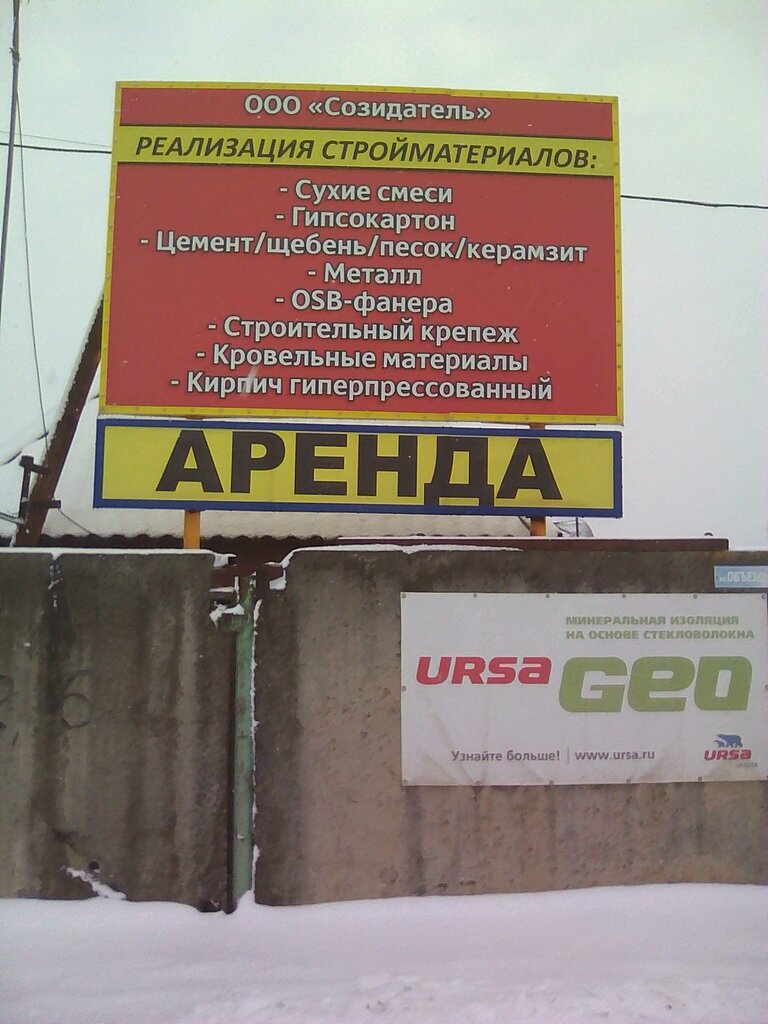 ООО «Созидатель»
РЕАЛИЗАЦИЯ СТРОЙМАТЕРИАЛОВ:
- Сухие смеси
- Гипсокартон
- Цемент/щебень/песок/керамзит
- Металл
- OSB-фанера
- Строительный крепеж
- Кровельные материалы
- Кирпич гиперпрессованный
АРЕНДА
ОБЪЕЗД
МИНЕРАЛЬНАЯ ИЗОЛЯЦИЯ
НА ОСНОВЕ СТЕКЛОВОЛОКНА
URSA GEO
Узнайте больше! | www.ursa.ru
URSA